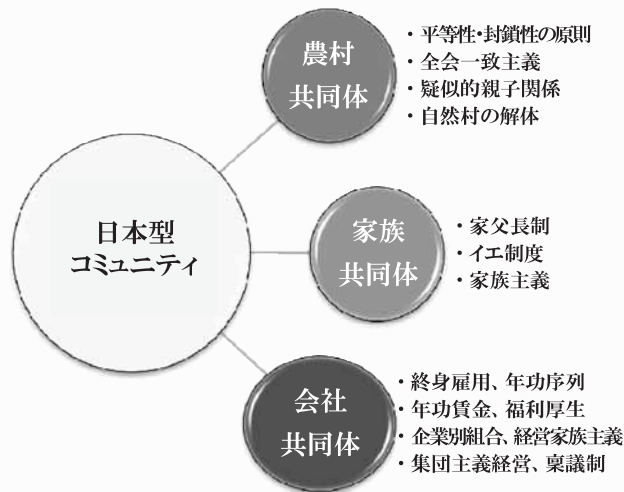 農村
共同体
・平等性・封鎖性の原則
・全会一致主義
・疑似的親子関係
・自然村の解体
日本型
コミュニティ
家族
共同体
・家父長制
・イエ制度
・家族主義
会社
共同体
・終身雇用、年功序列
・年功賃金、福利厚生
・企業別組合、経営家族主義
・集団主義経営、稟議制